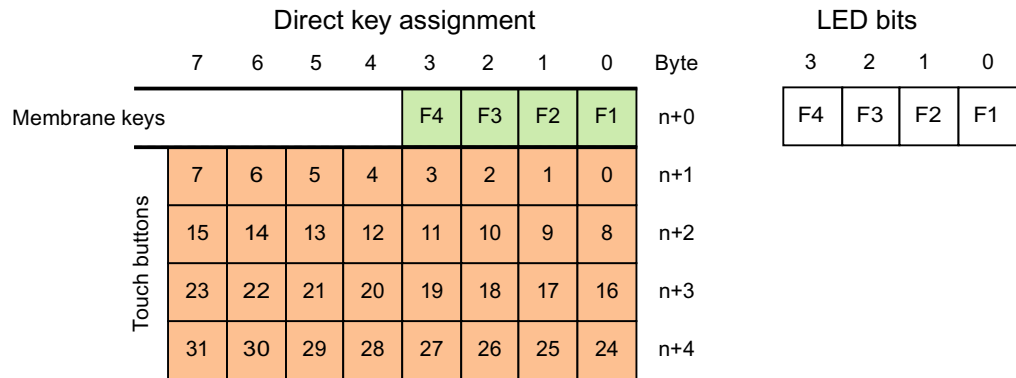 Direct key assignment LED bits
7 6 5 4 3 2 1 0 Byte 3 2 1 0
Membrane keys F4 F3 F2 F1 n+0 F4 F3 F2 F1
Touch buttons
7 6 5 4 3 2 1 0 n+1
15 14 13 12 11 10 9 8 n+2
23 22 21 20 19 18 17 16 n+3
31 30 29 28 27 26 25 24 n+4